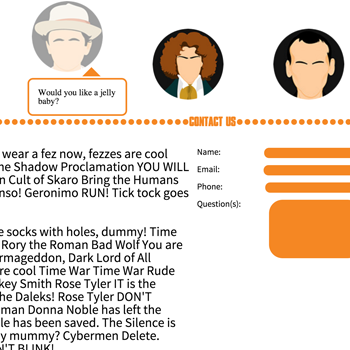 Would you like a jelly
baby?
CONTACT US
wear a fez now, fezzes are cool
he Shadow Proclamation YOU WILL
n Cult of Skaro Bring the Humans
nso! Geronimo RUN! Tick tock goes
e socks with holes, dummy! Time
Rory the Roman Bad Wolf You are
rmageddon, Dark Lord of All
re cool Time War Time War Rude
key Smith Rose Tyler IT is the
he Daleks! Rose Tyler DON'T
man Donna Noble has left the
le has been saved. The Silence is
y mummy? Cybermen Delete.
N'T BLINK!
Name:
Email:
Phone:
Question(s):